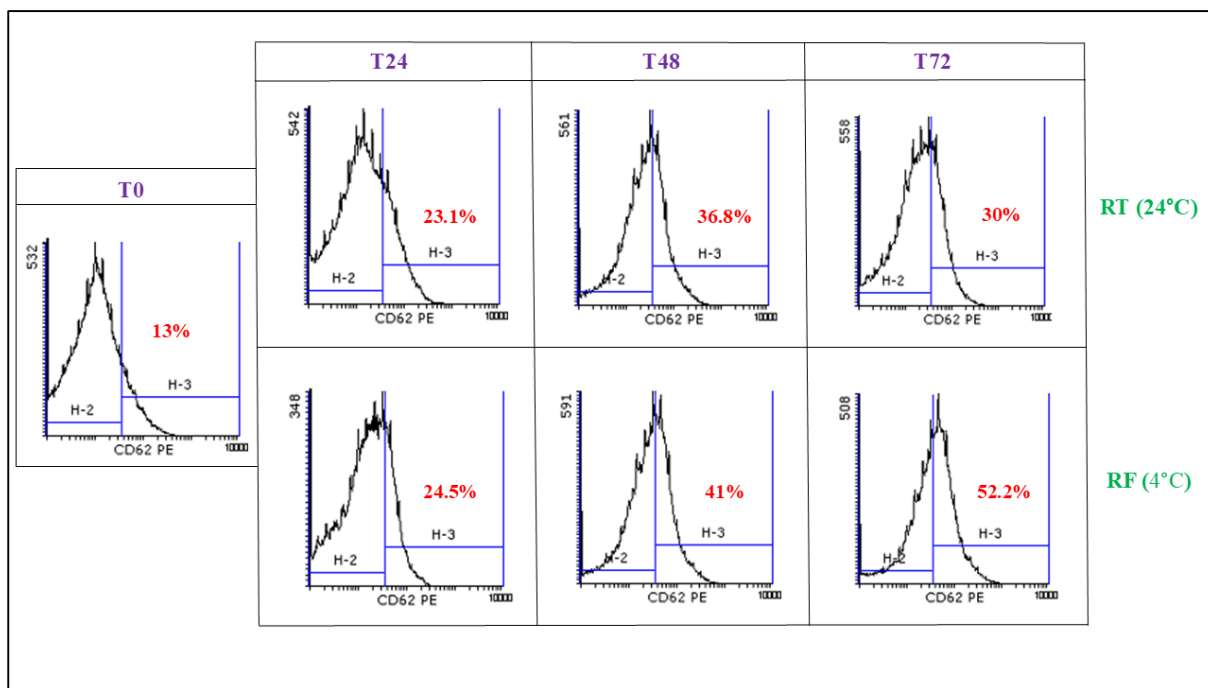 T24
T48
T72
T0
542
23.1%
H-3
H-2
CD62 PE
10000
561
36.8%
H-3
H-2
CD62 PE
10000
558
30%
H-3
H-2
CD62 PE
10000
RT (24°C)
532
13%
H-3
H-2
CD62 PE
10000
348
24.5%
H-3
H-2
CD62 PE
10000
591
41%
H-3
H-2
CD62 PE
10000
508
52.2%
H-3
H-2
CD62 PE
10000
RF (4°C)